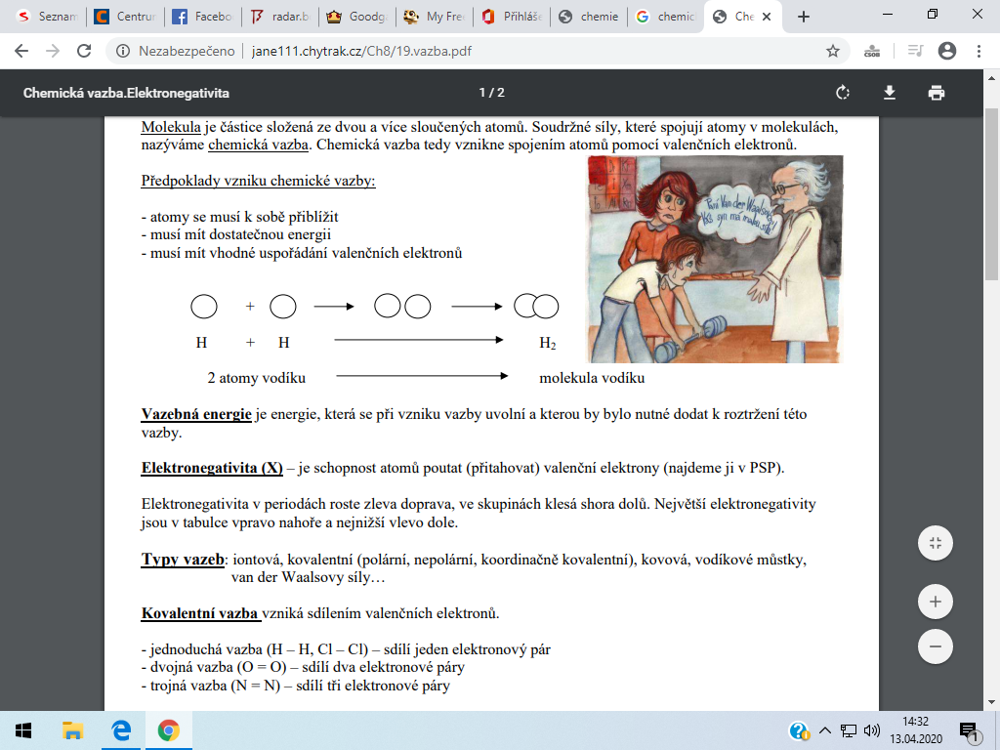 Seznam
Centrur
Facebo
radar.b
Goodg
My Fre
Přihláše
chemie
chemic
Che
Nezabezpečeno
jane111.chytrak.cz/Ch8/19.vazba.pdf
ČSOB
Chemická vazba.Elektronegativita
1 / 2
Molekula je částice složená ze dvou a více sloučených atomů. Soudržné síly, které spojují atomy v molekulách,
nazýváme chemická vazba. Chemická vazba tedy vznikne spojením atomů pomocí valenčních elektronů.
Předpoklady vzniku chemické vazby:
- atomy se musí k sobě přiblížit
- musí mít dostatečnou energii
- musí mít vhodné uspořádání valenčních elektronů
Paní Van der Waalsová!
Váš syn má malou sílu
+
H + H H₂
2 atomy vodíku molekula vodíku
Vazebná energie je energie, která se při vzniku vazby uvolní a kterou by bylo nutné dodat k roztržení této
vazby.
Elektronegativita (X) – je schopnost atomů poutat (přitahovat) valenční elektrony (najdeme ji v PSP).
Elektronegativita v periodách roste zleva doprava, ve skupinách klesá shora dolů. Největší elektronegativity
jsou v tabulce vpravo nahoře a nejnižší vlevo dole.
Typy vazeb: iontová, kovalentní (polární, nepolární, koordinačně kovalentní), kovová, vodíkové můstky,
van der Waalsovy síly…
Kovalentní vazba vzniká sdílením valenčních elektronů.
- jednoduchá vazba (H – H, Cl – Cl) – sdílí jeden elektronový pár
- dvojná vazba (O = O) – sdílí dva elektronové páry
- trojná vazba (N = N) – sdílí tři elektronové páry
14:32
13.04.2020
1